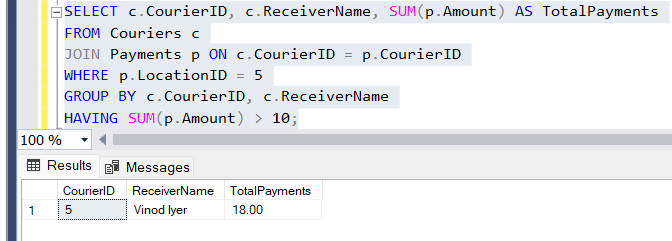 SELECT c.CourierID, c.ReceiverName, SUM(p.Amount) AS TotalPayments
FROM Couriers c
JOIN Payments p ON c.CourierID = p.CourierID
WHERE p.LocationID = 5
GROUP BY c.CourierID, c.ReceiverName
HAVING SUM(p.Amount) > 10;
100 %
Results Messages
CourierID ReceiverName TotalPayments
1 5 Vinod Iyer 18.00